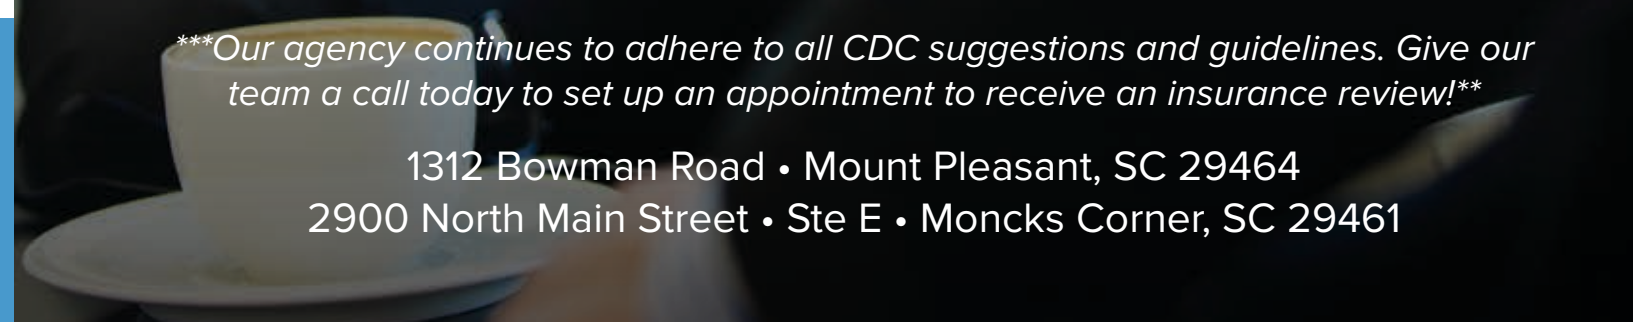 ***Our agency continues to adhere to all CDC suggestions and guidelines. Give our
team a call today to set up an appointment to receive an insurance review!**
1312 Bowman Road • Mount Pleasant, SC 29464
2900 North Main Street • Ste E • Moncks Corner, SC 29461